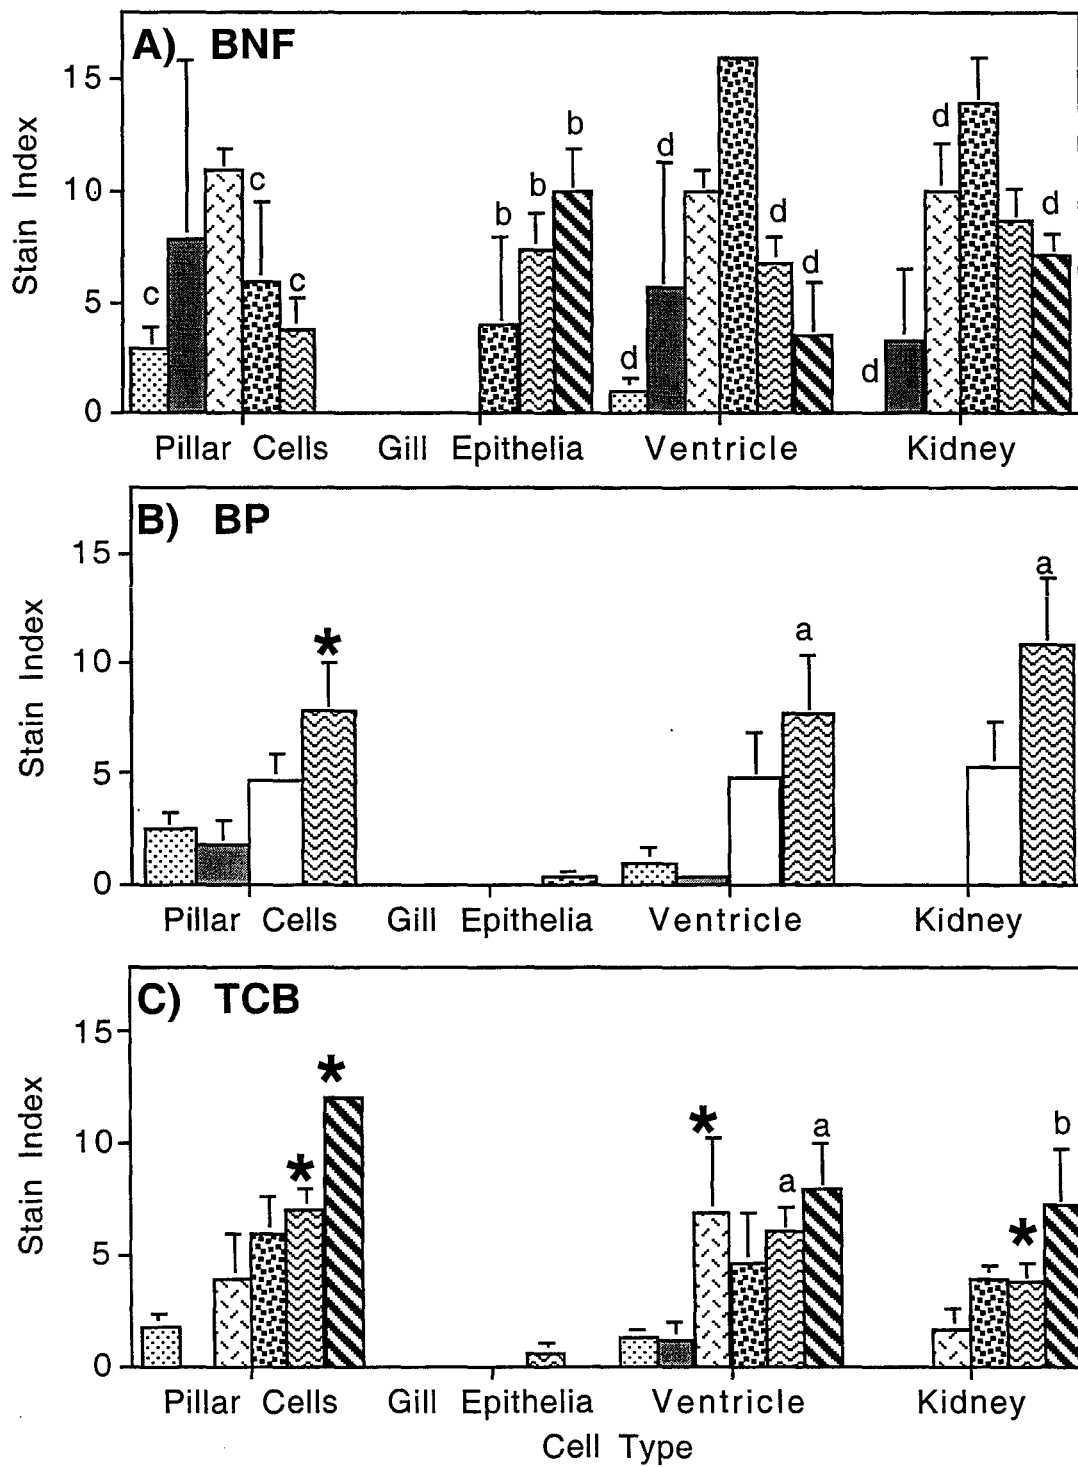 A) BNF
Stain Index
15
10
5
0
c
c
c
b
b
b
d
d
d
d
d
d
d
Pillar Cells
Gill Epithelia
Ventricle
Kidney
B) BP
Stain Index
15
10
5
0
*
a
a
Pillar Cells
Gill Epithelia
Ventricle
Kidney
C) TCB
Stain Index
15
10
5
0
*
*
*
a
a
*
b
Pillar Cells
Gill Epithelia
Ventricle
Kidney
Cell Type